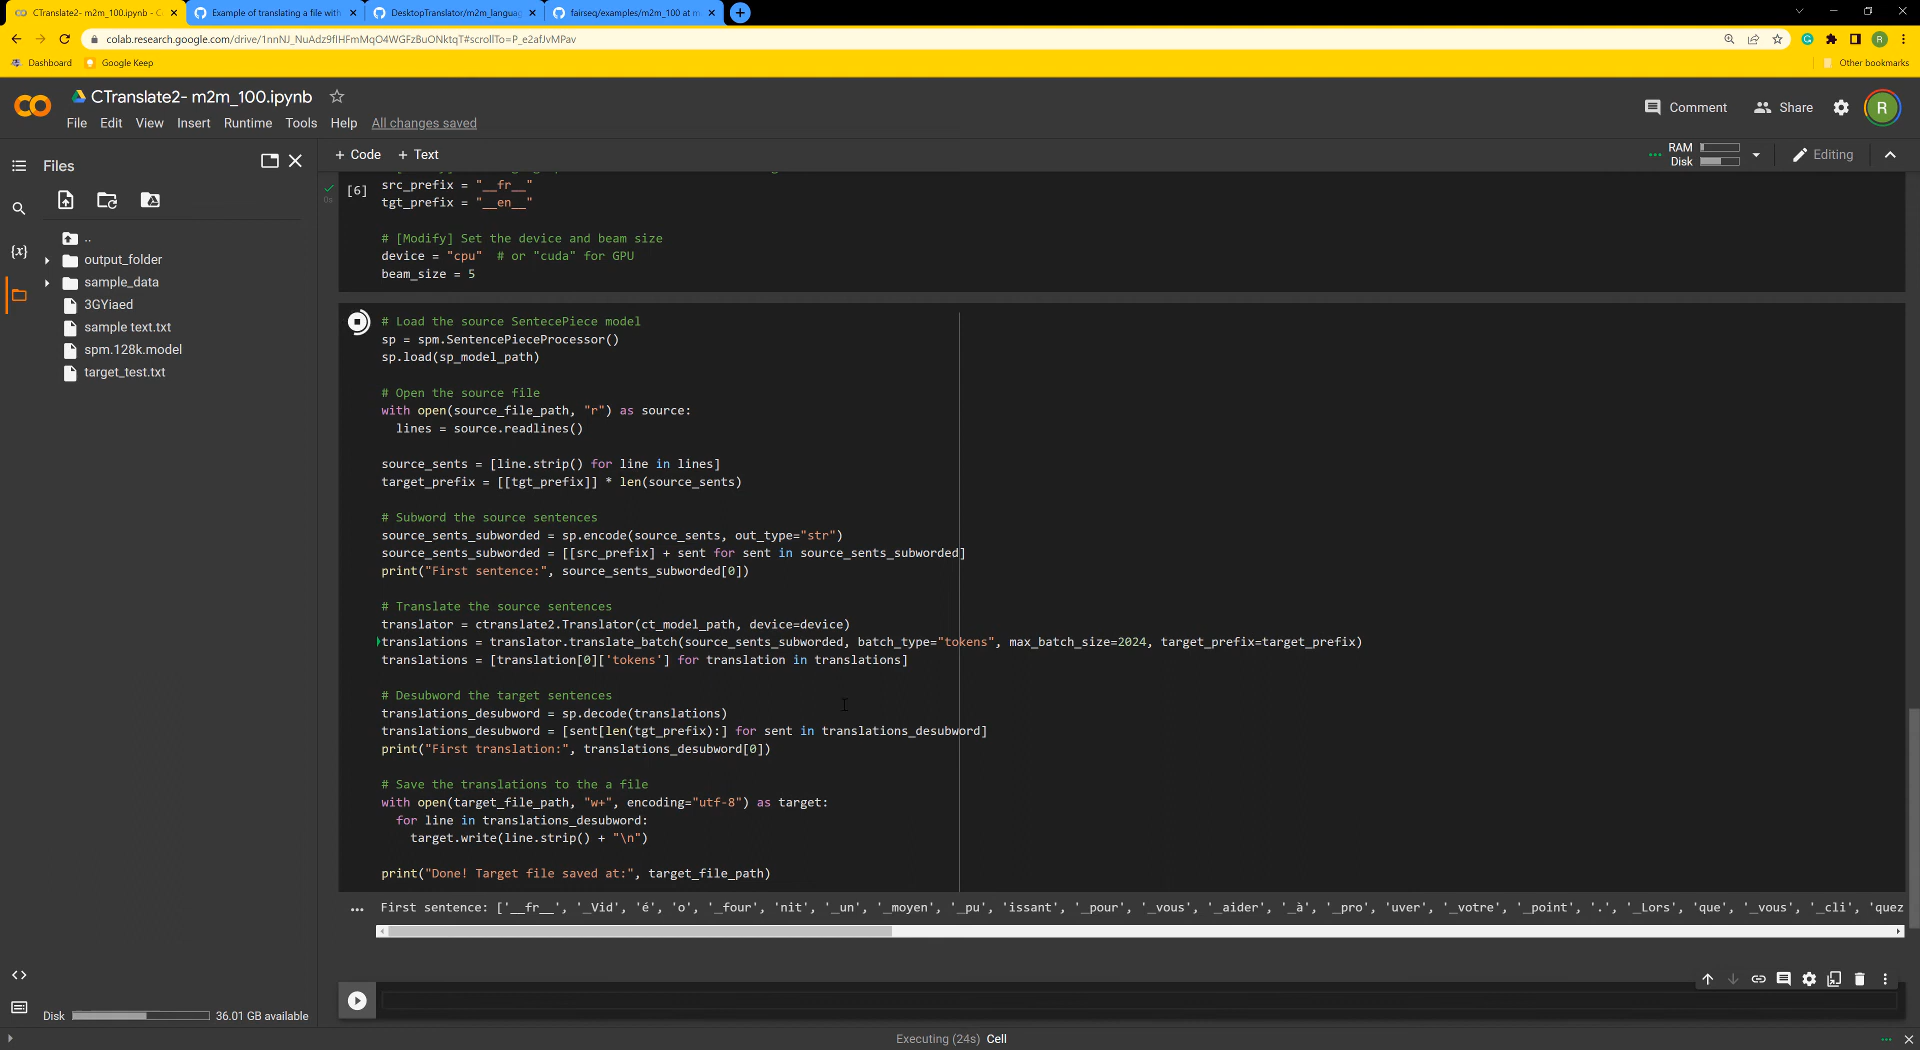 CTranslate2- m2m_100.ipynb - C
Example of translating a file with
DesktopTranslator/m2m_langua
fairseq/examples/m2m_100 at m
colab.research.google.com/drive/1nnNJ_NuAdz9flHFmMqO4WGFzBuONktqT#scrollTo=P_e2afJvMPav
R
Dashboard
Google Keep
Other bookmarks
CTranslate2- m2m_100.ipynb
Comment
Share
R
File Edit View Insert Runtime Tools Help All changes saved
Files
+ Code + Text
RAM
Disk
Editing
..
output_folder
sample_data
3GYiaed
sample text.txt
spm.128k.model
target_test.txt
{x}
Disk
36.01 GB available
[6]
0s
src_prefix = "__fr__"
tgt_prefix = "__en__"
# [Modify] Set the device and beam size
device = "cpu"  # or "cuda" for GPU
beam_size = 5
# Load the source SentecePiece model
sp = spm.SentencePieceProcessor()
sp.load(sp_model_path)
# Open the source file
with open(source_file_path, "r") as source:
lines = source.readlines()
source_sents = [line.strip() for line in lines]
target_prefix = [[tgt_prefix]] * len(source_sents)
# Subword the source sentences
source_sents_subworded = sp.encode(source_sents, out_type="str")
source_sents_subworded = [[src_prefix] + sent for sent in source_sents_subworded]
print("First sentence:", source_sents_subworded[0])
# Translate the source sentences
translator = ctranslate2.Translator(ct_model_path, device=device)
translations = translator.translate_batch(source_sents_subworded, batch_type="tokens", max_batch_size=2024, target_prefix=target_prefix)
translations = [translation[0]['tokens'] for translation in translations]
# Desubword the target sentences
translations_desubword = sp.decode(translations)
translations_desubword = [sent[len(tgt_prefix):] for sent in translations_desubword]
print("First translation:", translations_desubword[0])
# Save the translations to the a file
with open(target_file_path, "w+", encoding="utf-8") as target:
for line in translations_desubword:
target.write(line.strip() + "\n")
print("Done! Target file saved at:", target_file_path)
First sentence: ['__fr__', '_Vid', 'é', 'o', '_four', 'nit', '_un', '_moyen', '_pu', 'issant', '_pour', '_vous', '_aider', '_à', '_pro', 'uver', '_votre', '_point', '.', '_Lors', 'que', '_vous', '_cli', 'quez
Executing (24s) Cell